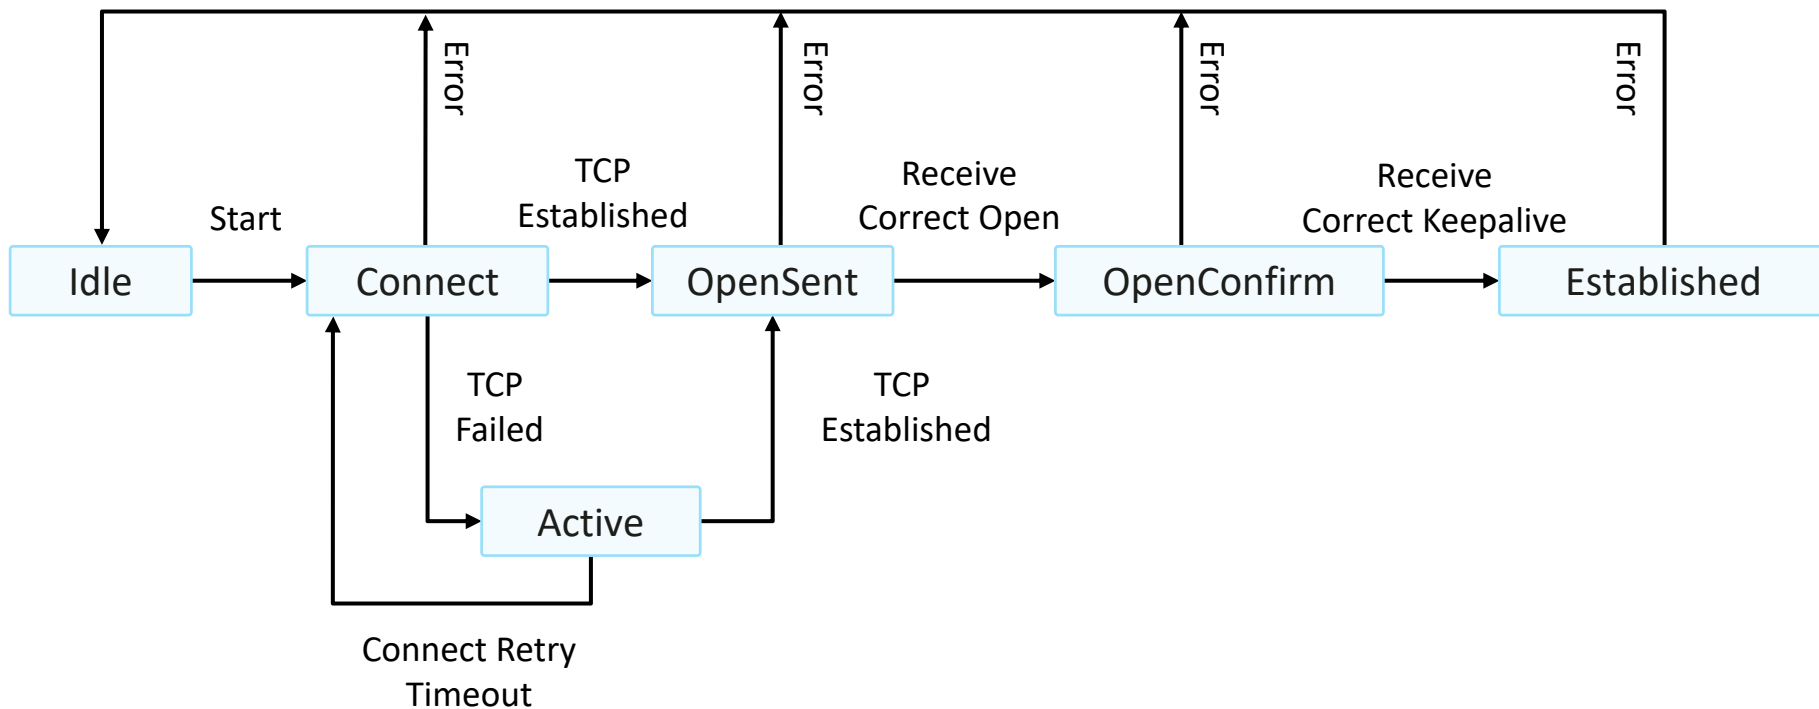 Error
Error
Error
Error
Start
TCP
Established
Receive
Correct Open
Receive
Correct Keepalive
Idle
Connect
OpenSent
OpenConfirm
Established
TCP
Failed
TCP
Established
Active
Connect Retry
Timeout